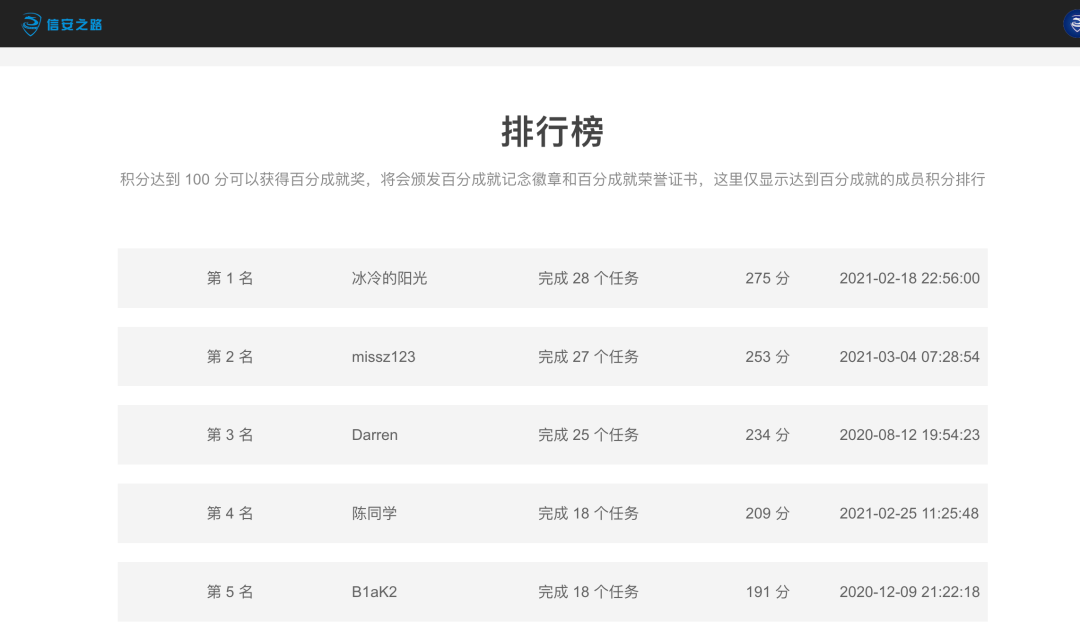 信安之路
排行榜
积分达到 100 分可以获得百分成就奖，将会颁发百分成就记念徽章和百分成就荣誉证书，这里仅显示达到百分成就的成员积分排行
第 1 名 冰冷的阳光 完成 28 个任务 275 分 2021-02-18 22:56:00
第 2 名 missz123 完成 27 个任务 253 分 2021-03-04 07:28:54
第 3 名 Darren 完成 25 个任务 234 分 2020-08-12 19:54:23
第 4 名 陈同学 完成 18 个任务 209 分 2021-02-25 11:25:48
第 5 名 B1aK2 完成 18 个任务 191 分 2020-12-09 21:22:18